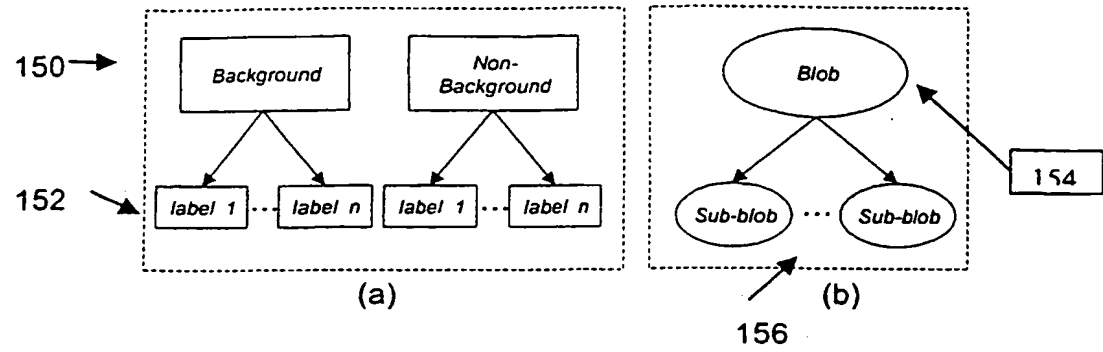 150
Background
Non-
Background
Blob
154
152
label 1 ... label n
label 1 ... label n
Sub-blob ... Sub-blob
(a)
(b)
156